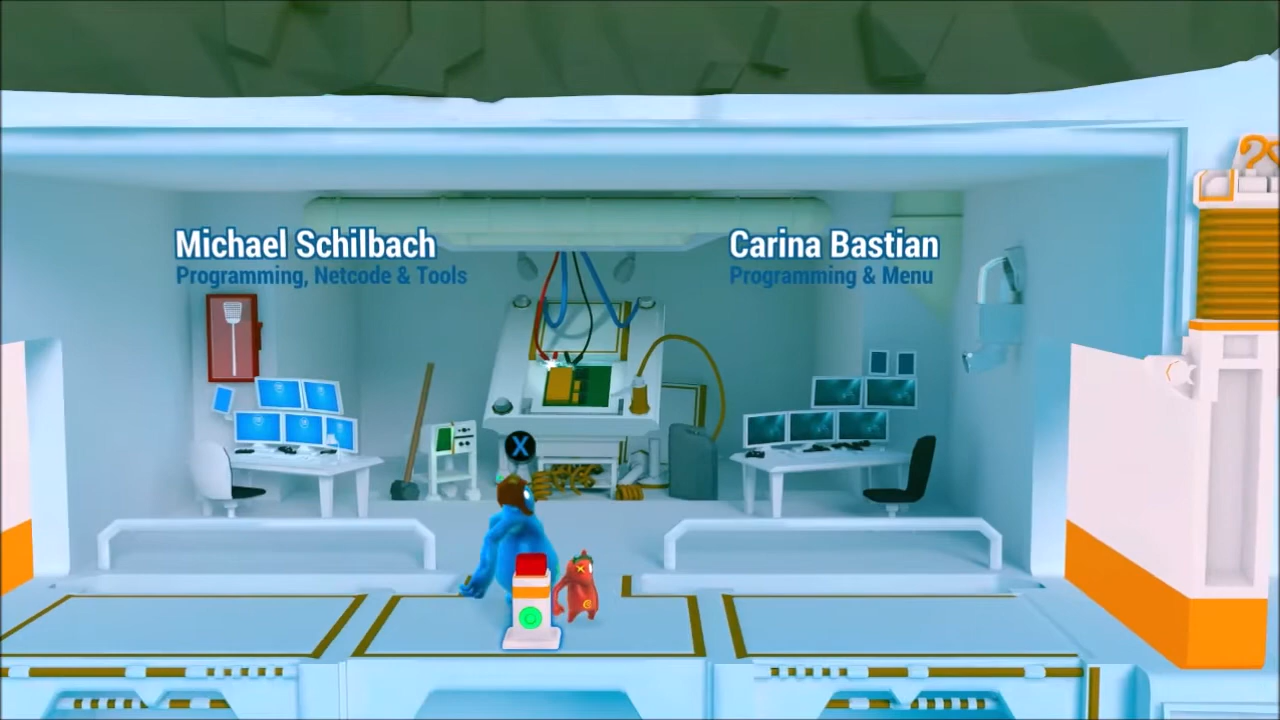 Michael Schilbach
Programming, Netcode & Tools
Carina Bastian
Programming & Menu
X
?